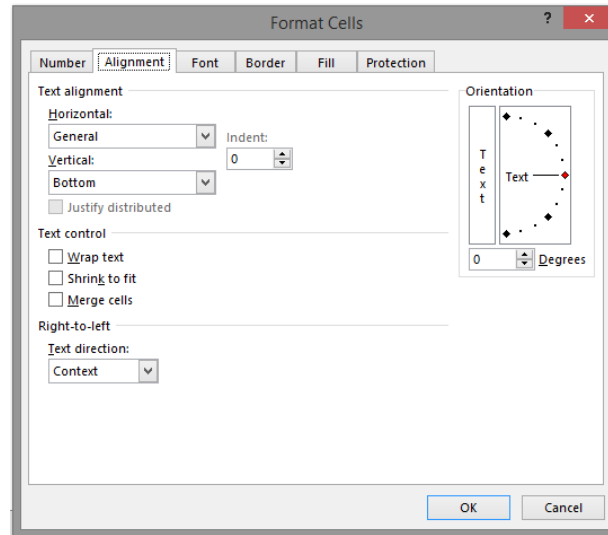 Format Cells
?
Number Alignment Font Border Fill Protection
Text alignment
Horizontal:
General
Indent:
0
Vertical:
Bottom
Justify distributed
Text control
Wrap text
Shrink to fit
Merge cells
Right-to-left
Text direction:
Context
Orientation
Text
Text
0 Degrees
OK Cancel